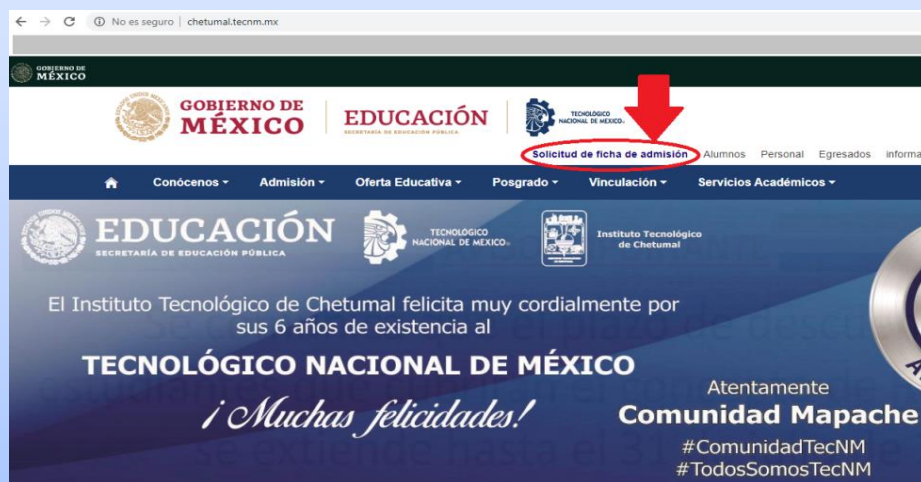 No es seguro | chetumal.tecnm.mx
GOBIERNO DE
MÉXICO
GOBIERNO DE
MÉXICO
EDUCACIÓN
SECRETARÍA DE EDUCACIÓN PÚBLICA
TECNOLÓGICO
NACIONAL DE MÉXICO®
Solicitud de ficha de admisión Alumnos Personal Egresados informa
Conócenos Admisión Oferta Educativa Posgrado Vinculación Servicios Académicos
EDUCACIÓN
SECRETARÍA DE EDUCACIÓN PÚBLICA
TECNOLÓGICO
NACIONAL DE MÉXICO®
Instituto Tecnológico
de Chetumal
El Instituto Tecnológico de Chetumal felicita muy cordialmente por
sus 6 años de existencia al
TECNOLÓGICO NACIONAL DE MÉXICO
¡Muchas felicidades!
Atentamente
Comunidad Mapache
#ComunidadTecNM
#TodosSomosTecNM